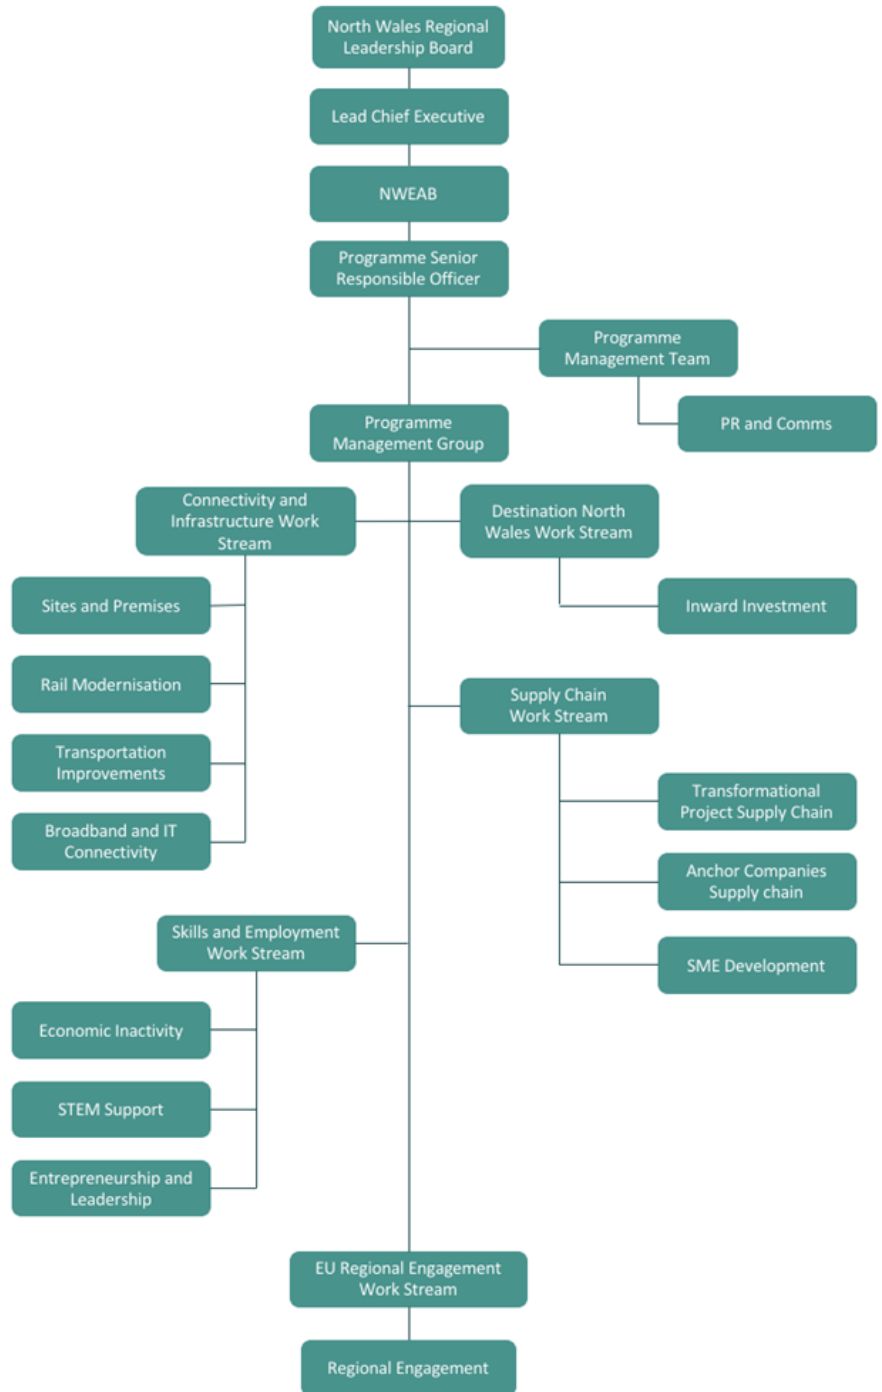 North Wales Regional
Leadership Board
Lead Chief Executive
NWEAB
Programme Senior
Responsible Officer
Programme
Management Team
PR and Comms
Programme
Management Group
Connectivity and
Infrastructure Work
Stream
Destination North
Wales Work Stream
Sites and Premises
Inward Investment
Rail Modernisation
Supply Chain
Work Stream
Transportation
Improvements
Transformational
Project Supply Chain
Broadband and IT
Connectivity
Anchor Companies
Supply chain
Skills and Employment
Work Stream
SME Development
Economic Inactivity
STEM Support
Entrepreneurship and
Leadership
EU Regional Engagement
Work Stream
Regional Engagement